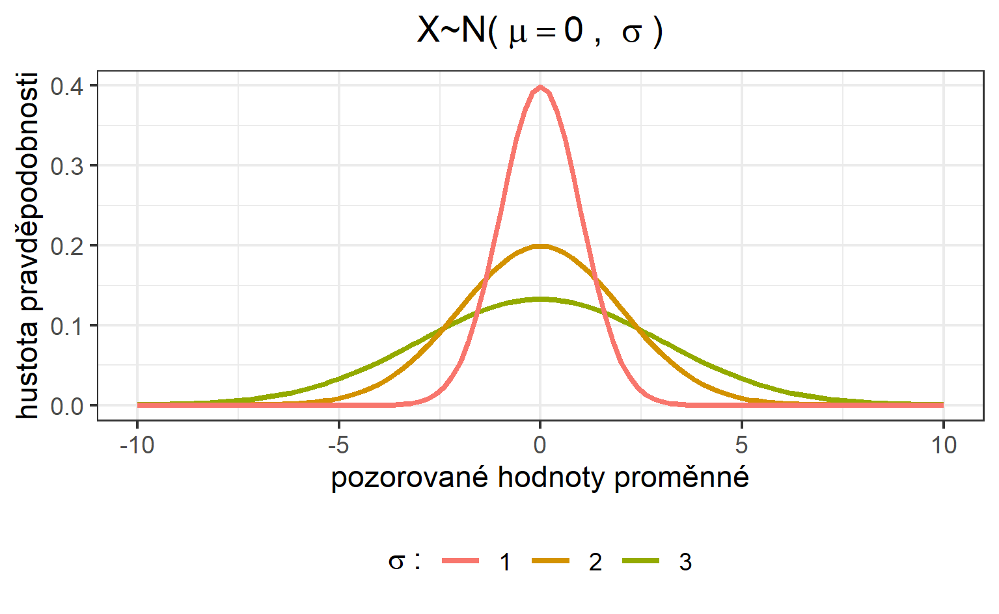 X~N( μ = 0 , σ )
hustota pravděpodobnosti
0.4
0.3
0.2
0.1
0.0
-10 -5 0 5 10
pozorované hodnoty proměnné
σ : 1 2 3